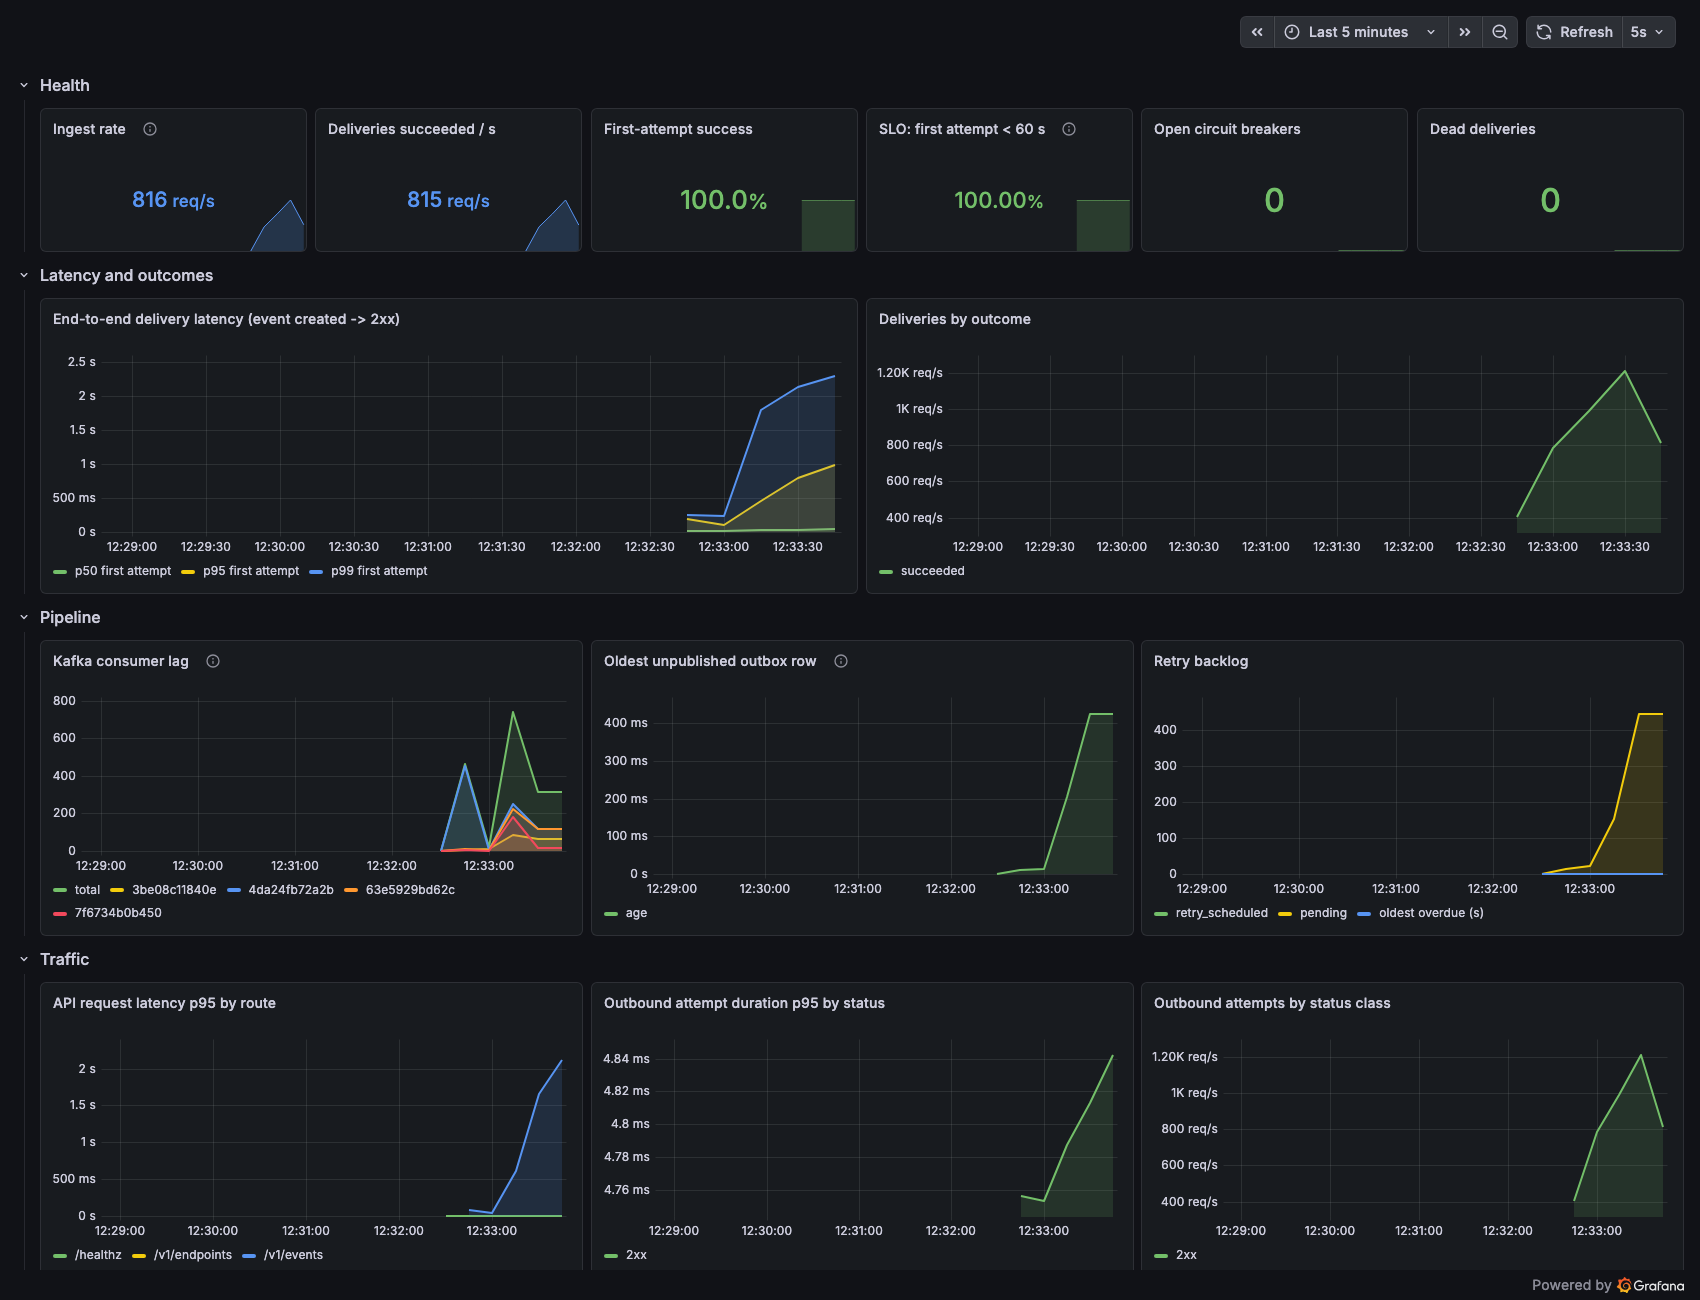 Last 5 minutes
Refresh
5s
Health
Ingest rate
816 req/s
Deliveries succeeded / s
815 req/s
First-attempt success
100.0%
SLO: first attempt < 60 s
100.00%
Open circuit breakers
0
Dead deliveries
0
Latency and outcomes
End-to-end delivery latency (event created -> 2xx)
2.5 s
2 s
1.5 s
1 s
500 ms
0 s
12:29:00 12:29:30 12:30:00 12:30:30 12:31:00 12:31:30 12:32:00 12:32:30 12:33:00 12:33:30
p50 first attempt p95 first attempt p99 first attempt
Deliveries by outcome
1.20K req/s
1K req/s
800 req/s
600 req/s
400 req/s
12:29:00 12:29:30 12:30:00 12:30:30 12:31:00 12:31:30 12:32:00 12:32:30 12:33:00 12:33:30
succeeded
Pipeline
Kafka consumer lag
800
600
400
200
0
12:29:00 12:30:00 12:31:00 12:32:00 12:33:00
total 3be08c11840e 4da24fb72a2b 63e5929bd62c
7f6734b0b450
Oldest unpublished outbox row
400 ms
300 ms
200 ms
100 ms
0 s
12:29:00 12:30:00 12:31:00 12:32:00 12:33:00
age
Retry backlog
400
300
200
100
0
12:29:00 12:30:00 12:31:00 12:32:00 12:33:00
retry_scheduled pending oldest overdue (s)
Traffic
API request latency p95 by route
2 s
1.5 s
1 s
500 ms
0 s
12:29:00 12:30:00 12:31:00 12:32:00 12:33:00
/healthz /v1/endpoints /v1/events
Outbound attempt duration p95 by status
4.84 ms
4.82 ms
4.8 ms
4.78 ms
4.76 ms
12:29:00 12:30:00 12:31:00 12:32:00 12:33:00
2xx
Outbound attempts by status class
1.20K req/s
1K req/s
800 req/s
600 req/s
400 req/s
12:29:00 12:30:00 12:31:00 12:32:00 12:33:00
2xx
Powered by Grafana